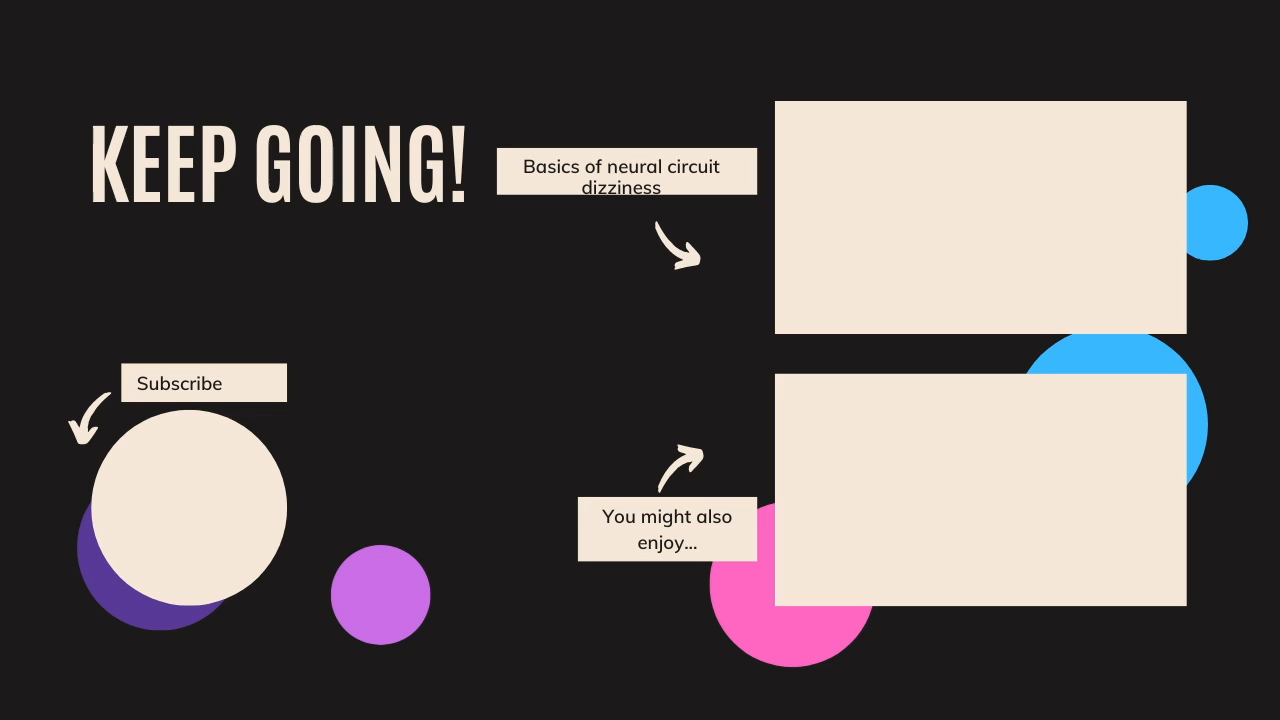 KEEP GOING!
Basics of neural circuit
dizziness
Subscribe
You might also
enjoy...